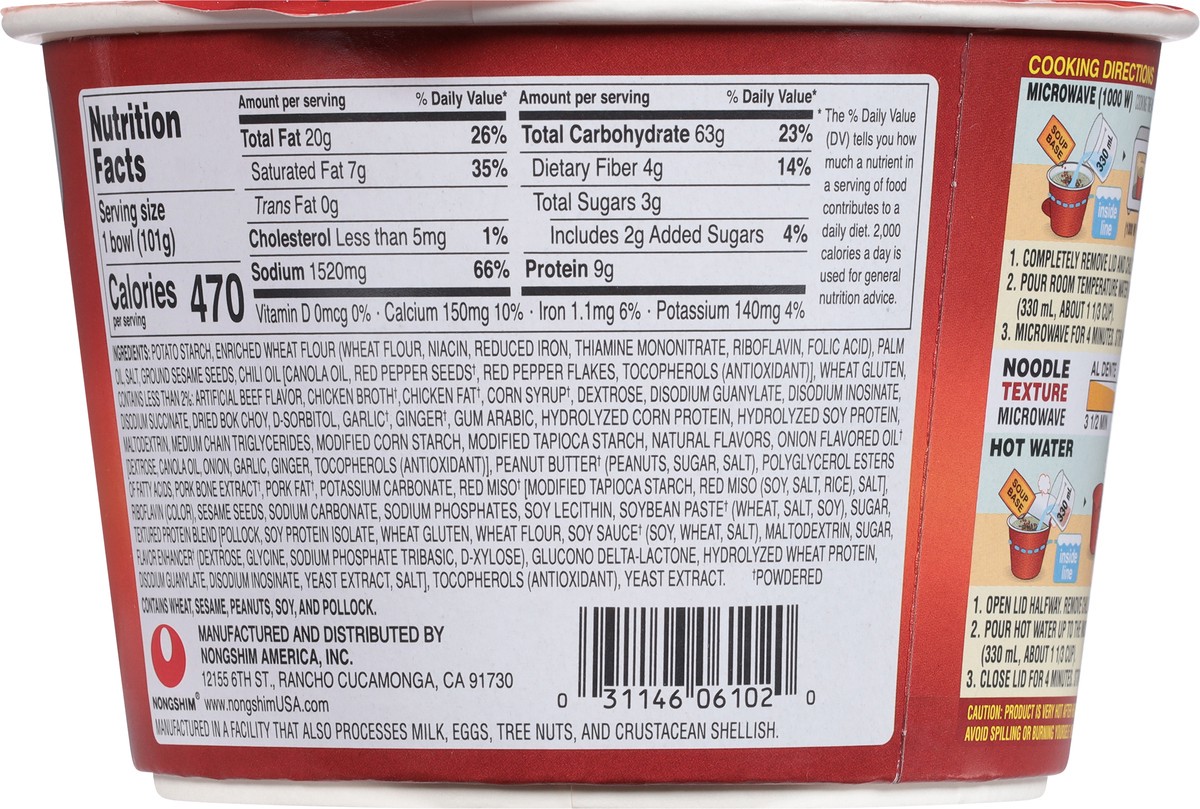 Nutrition
Facts
Serving size
1 bowl (101g)
Calories 470
per serving
Amount per serving % Daily Value*
Total Fat 20g 26%
Saturated Fat 7g 35%
Trans Fat 0g
Cholesterol Less than 5mg 1%
Sodium 1520mg 66%
Amount per serving % Daily Value*
Total Carbohydrate 63g 23%
Dietary Fiber 4g 14%
Total Sugars 3g
Includes 2g Added Sugars 4%
Protein 9g
Vitamin D 0mcg 0% · Calcium 150mg 10% · Iron 1.1mg 6% · Potassium 140mg 4%
* The % Daily Value
(DV) tells you how
much a nutrient in
a serving of food
contributes to a
daily diet. 2,000
calories a day is
used for general
nutrition advice.
INGREDIENTS: POTATO STARCH, ENRICHED WHEAT FLOUR (WHEAT FLOUR, NIACIN, REDUCED IRON, THIAMINE MONONITRATE, RIBOFLAVIN, FOLIC ACID), PALM
OIL, SALT, GROUND SESAME SEEDS, CHILI OIL [CANOLA OIL, RED PEPPER SEEDS†, RED PEPPER FLAKES, TOCOPHEROLS (ANTIOXIDANT)], WHEAT GLUTEN,
CONTAINS LESS THAN 2%: ARTIFICIAL BEEF FLAVOR, CHICKEN BROTH†, CHICKEN FAT†, CORN SYRUP†, DEXTROSE, DISODIUM GUANYLATE, DISODIUM INOSINATE,
DISODIUM SUCCINATE, DRIED BOK CHOY, D-SORBITOL, GARLIC†, GINGER†, GUM ARABIC, HYDROLYZED CORN PROTEIN, HYDROLYZED SOY PROTEIN,
MALTODEXTRIN, MEDIUM CHAIN TRIGLYCERIDES, MODIFIED CORN STARCH, MODIFIED TAPIOCA STARCH, NATURAL FLAVORS, ONION FLAVORED OIL†
[DEXTROSE, CANOLA OIL, ONION, GARLIC, GINGER, TOCOPHEROLS (ANTIOXIDANT)], PEANUT BUTTER† (PEANUTS, SUGAR, SALT), POLYGLYCEROL ESTERS
OF FATTY ACIDS, PORK BONE EXTRACT†, PORK FAT†, POTASSIUM CARBONATE, RED MISO† [MODIFIED TAPIOCA STARCH, RED MISO (SOY, SALT, RICE), SALT],
RIBOFLAVIN (COLOR), SESAME SEEDS, SODIUM CARBONATE, SODIUM PHOSPHATES, SOY LECITHIN, SOYBEAN PASTE† (WHEAT, SALT, SOY), SUGAR,
TEXTURED PROTEIN BLEND [POLLOCK, SOY PROTEIN ISOLATE, WHEAT GLUTEN, WHEAT FLOUR, SOY SAUCE† (SOY, WHEAT, SALT), MALTODEXTRIN, SUGAR,
FLAVOR ENHANCER† (DEXTROSE, GLYCINE, SODIUM PHOSPHATE TRIBASIC, D-XYLOSE), GLUCONO DELTA-LACTONE, HYDROLYZED WHEAT PROTEIN,
DISODIUM GUANYLATE, DISODIUM INOSINATE, YEAST EXTRACT, SALT], TOCOPHEROLS (ANTIOXIDANT), YEAST EXTRACT. †POWDERED
CONTAINS WHEAT, SESAME, PEANUTS, SOY, AND POLLOCK.
MANUFACTURED AND DISTRIBUTED BY
NONGSHIM AMERICA, INC.
12155 6TH ST., RANCHO CUCAMONGA, CA 91730
NONGSHIM® www.nongshimUSA.com
0 31146 06102 0
MANUFACTURED IN A FACILITY THAT ALSO PROCESSES MILK, EGGS, TREE NUTS, AND CRUSTACEAN SHELLISH.
COOKING DIRECTIONS
MICROWAVE (1000 W)
SOUP
BASE
330 mL
inside
line
1. COMPLETELY REMOVE LID AND
2. POUR ROOM TEMPERATURE WATER
(330 mL, ABOUT 1 1/3 CUP)
3. MICROWAVE FOR 4 MINUTES.
NOODLE
TEXTURE
MICROWAVE
AL DENTE
3 1/2 MIN
HOT WATER
SOUP
BASE
330 mL
inside
line
1. OPEN LID HALFWAY.
2. POUR HOT WATER UP TO THE
(330 mL, ABOUT 1 1/3 CUP)
3. CLOSE LID FOR 4 MINUTES.
CAUTION: PRODUCT IS VERY HOT
AVOID SPILLING OR BURNING